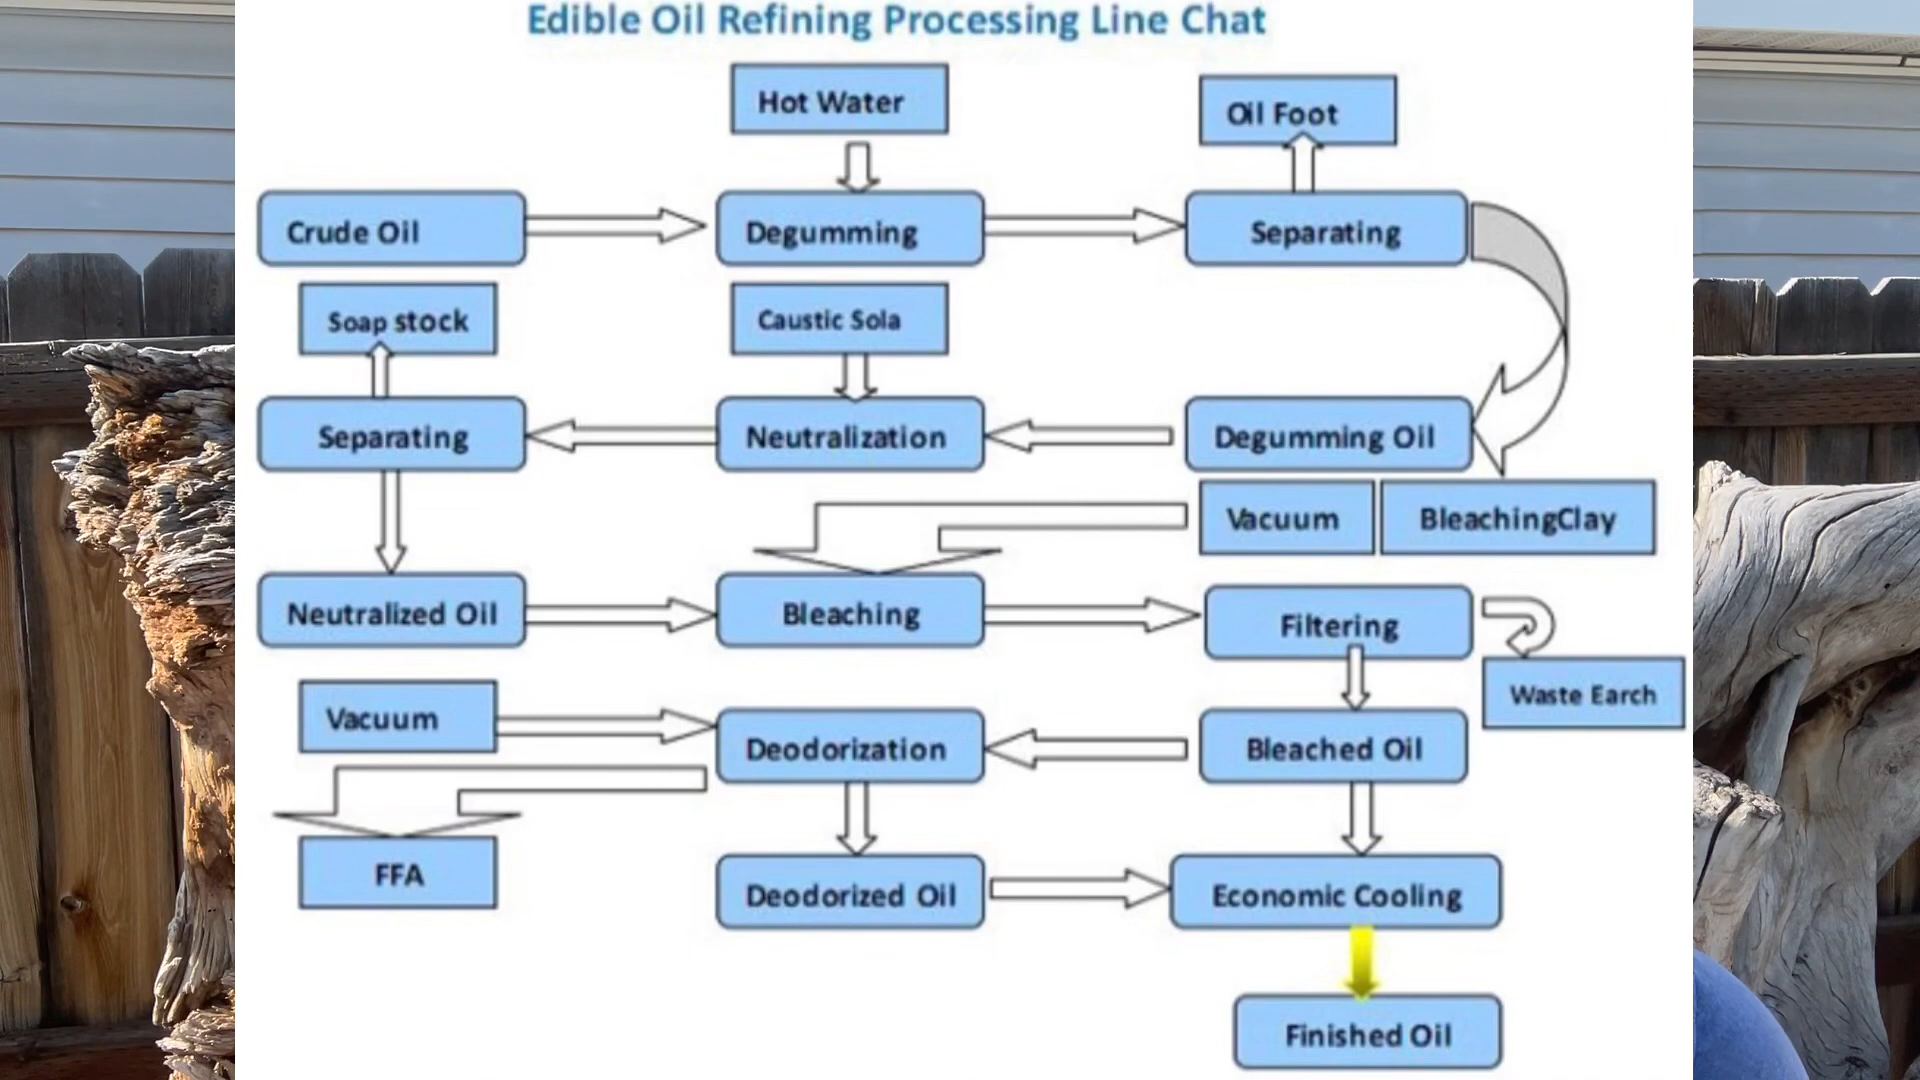 Edible Oil Refining Processing Line Chat
Hot Water
Oil Foot
Crude Oil
Degumming
Separating
Soap stock
Caustic Sola
Separating
Neutralization
Degumming Oil
Vacuum
BleachingClay
Neutralized Oil
Bleaching
Filtering
Waste Earch
Vacuum
Deodorization
Bleached Oil
FFA
Deodorized Oil
Economic Cooling
Finished Oil